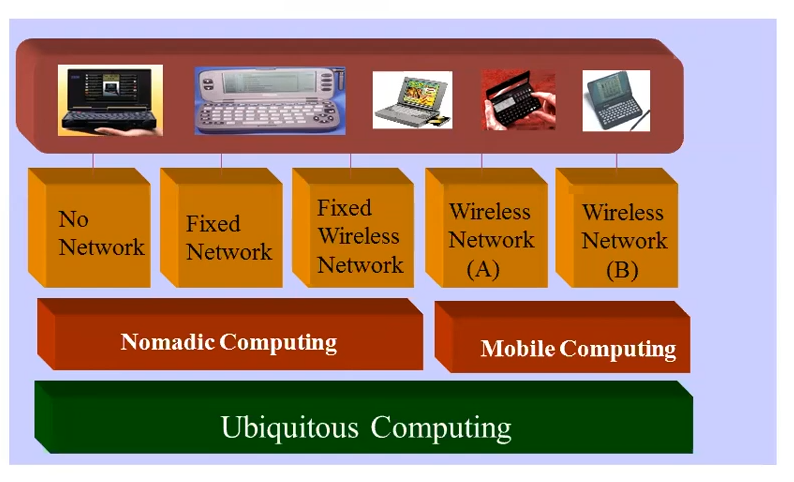 No
Network
Fixed
Network
Fixed
Wireless
Network
Wireless
Network
(A)
Wireless
Network
(B)
Nomadic Computing
Mobile Computing
Ubiquitous Computing